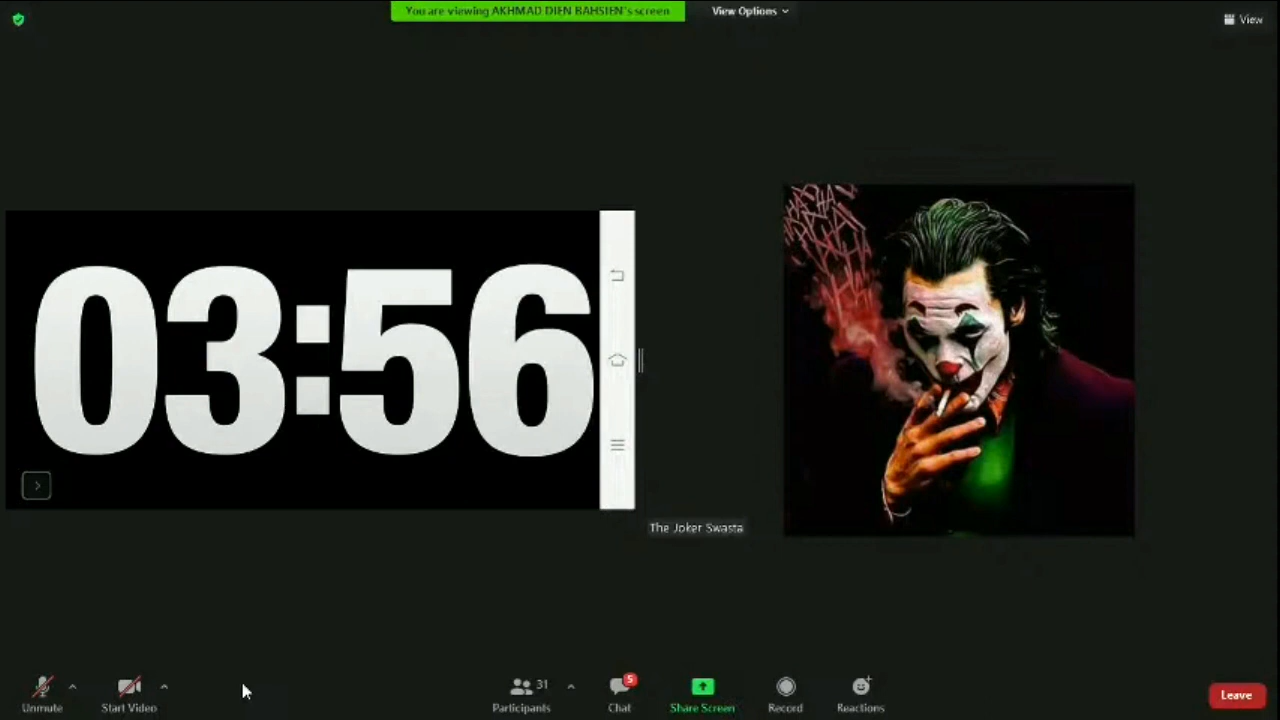 You are viewing AKHMAD DIEN BAHSIEN's screen
View Options
View
03:56
The Joker Swasta
Unmute
Start Video
31
Participants
5
Chat
Share Screen
Record
Reactions
Leave